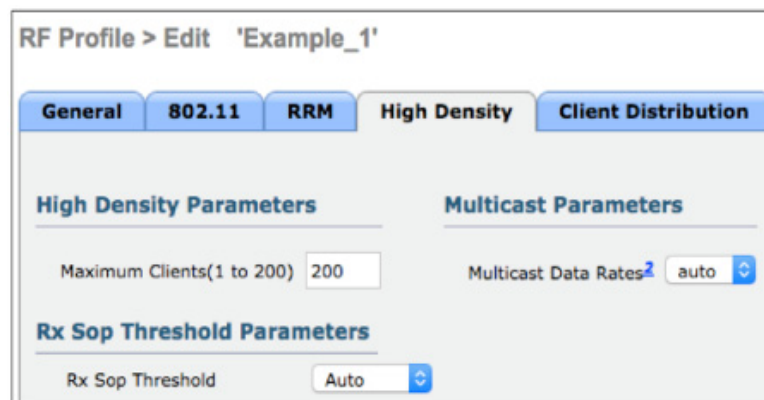 RF Profile > Edit 'Example_1'
General 802.11 RRM High Density Client Distribution
High Density Parameters
Maximum Clients(1 to 200) 200
Rx Sop Threshold Parameters
Rx Sop Threshold Auto
Multicast Parameters
Multicast Data Rates2 auto